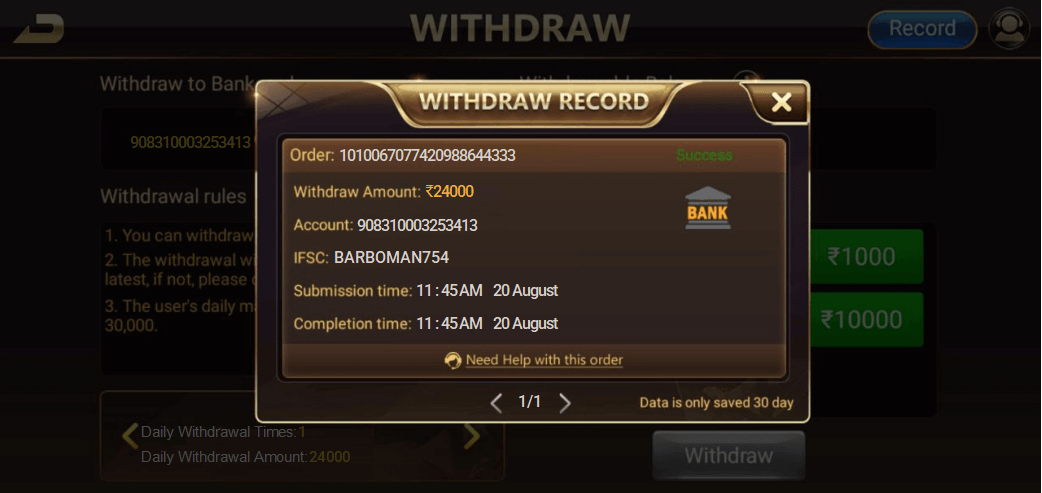 WITHDRAW
Record
Withdraw to Bank
WITHDRAW RECORD
Order: 1010067077420988644333
Success
Withdraw Amount: ₹24000
BANK
Account: 908310003253413
IFSC: BARBOMAN754
Submission time: 11:45AM 20 August
Completion time: 11:45AM 20 August
Need Help with this order
1/1
Data is only saved 30 day
908310003253413
Withdrawal rules
1. You can withdraw
2. The withdrawal
latest, if not, please
3. The user's daily
30,000.
₹1000
₹10000
Daily Withdrawal Times:1
Daily Withdrawal Amount:24000
Withdraw